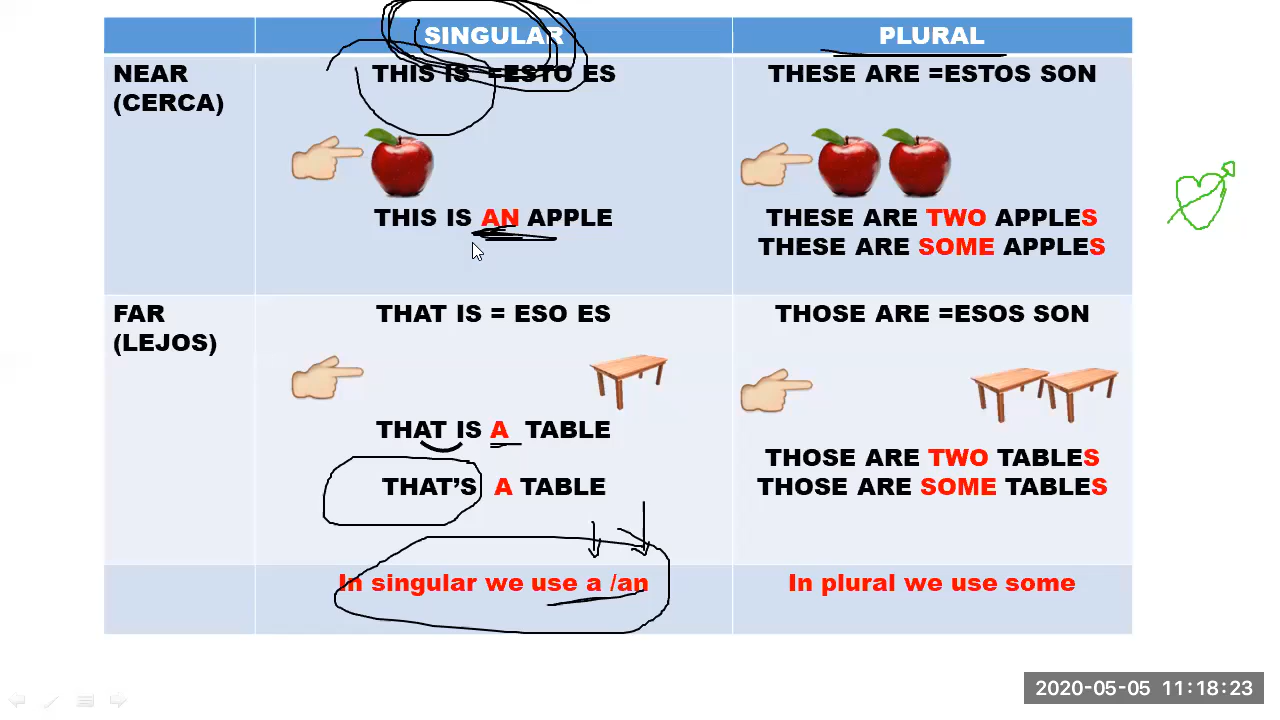 SINGULAR
PLURAL
NEAR
(CERCA)
THIS IS =ESTO ES
THESE ARE =ESTOS SON
THIS IS AN APPLE
THESE ARE TWO APPLES
THESE ARE SOME APPLES
FAR
(LEJOS)
THAT IS = ESO ES
THOSE ARE =ESOS SON
THAT IS A TABLE
THAT’S A TABLE
THOSE ARE TWO TABLES
THOSE ARE SOME TABLES
In singular we use a /an
In plural we use some
2020-05-05 11:18:23